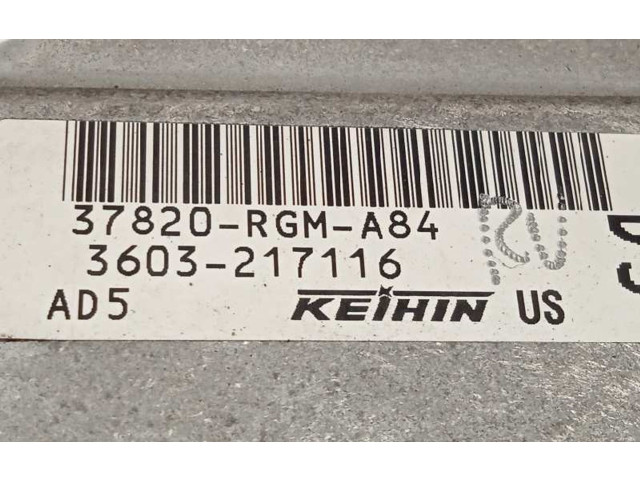 37820-RGM-A84
3603-217116
AD5 KEIHIN US